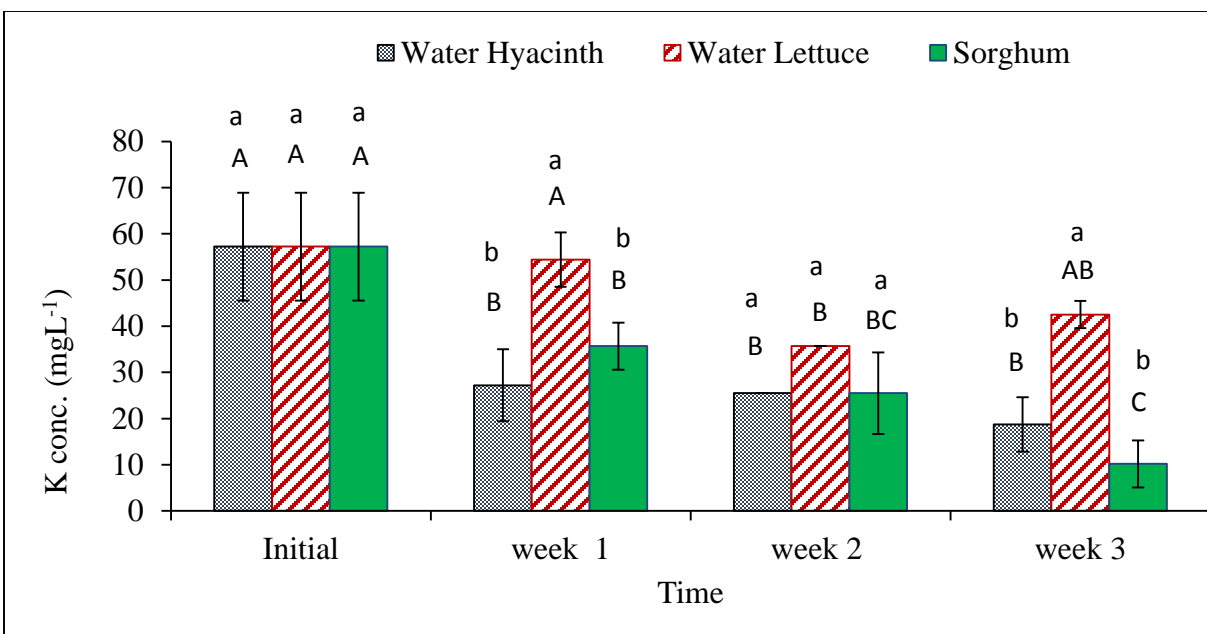 Water Hyacinth Water Lettuce Sorghum
a a a a
A A A A
b b a a a
B B A B BC AB
b b
B C
80
70
60
50
40
30
20
10
0
K conc. (mgL-1)
Initial week 1 week 2 week 3
Time